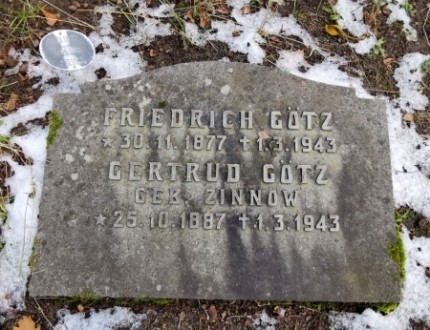 FRIEDRICH GÖTZ
* 30.11.1877 † 1.3.1943
GERTRUD GÖTZ
GEB. ZINNOW
* 25.10.1887 † 1.3.1943